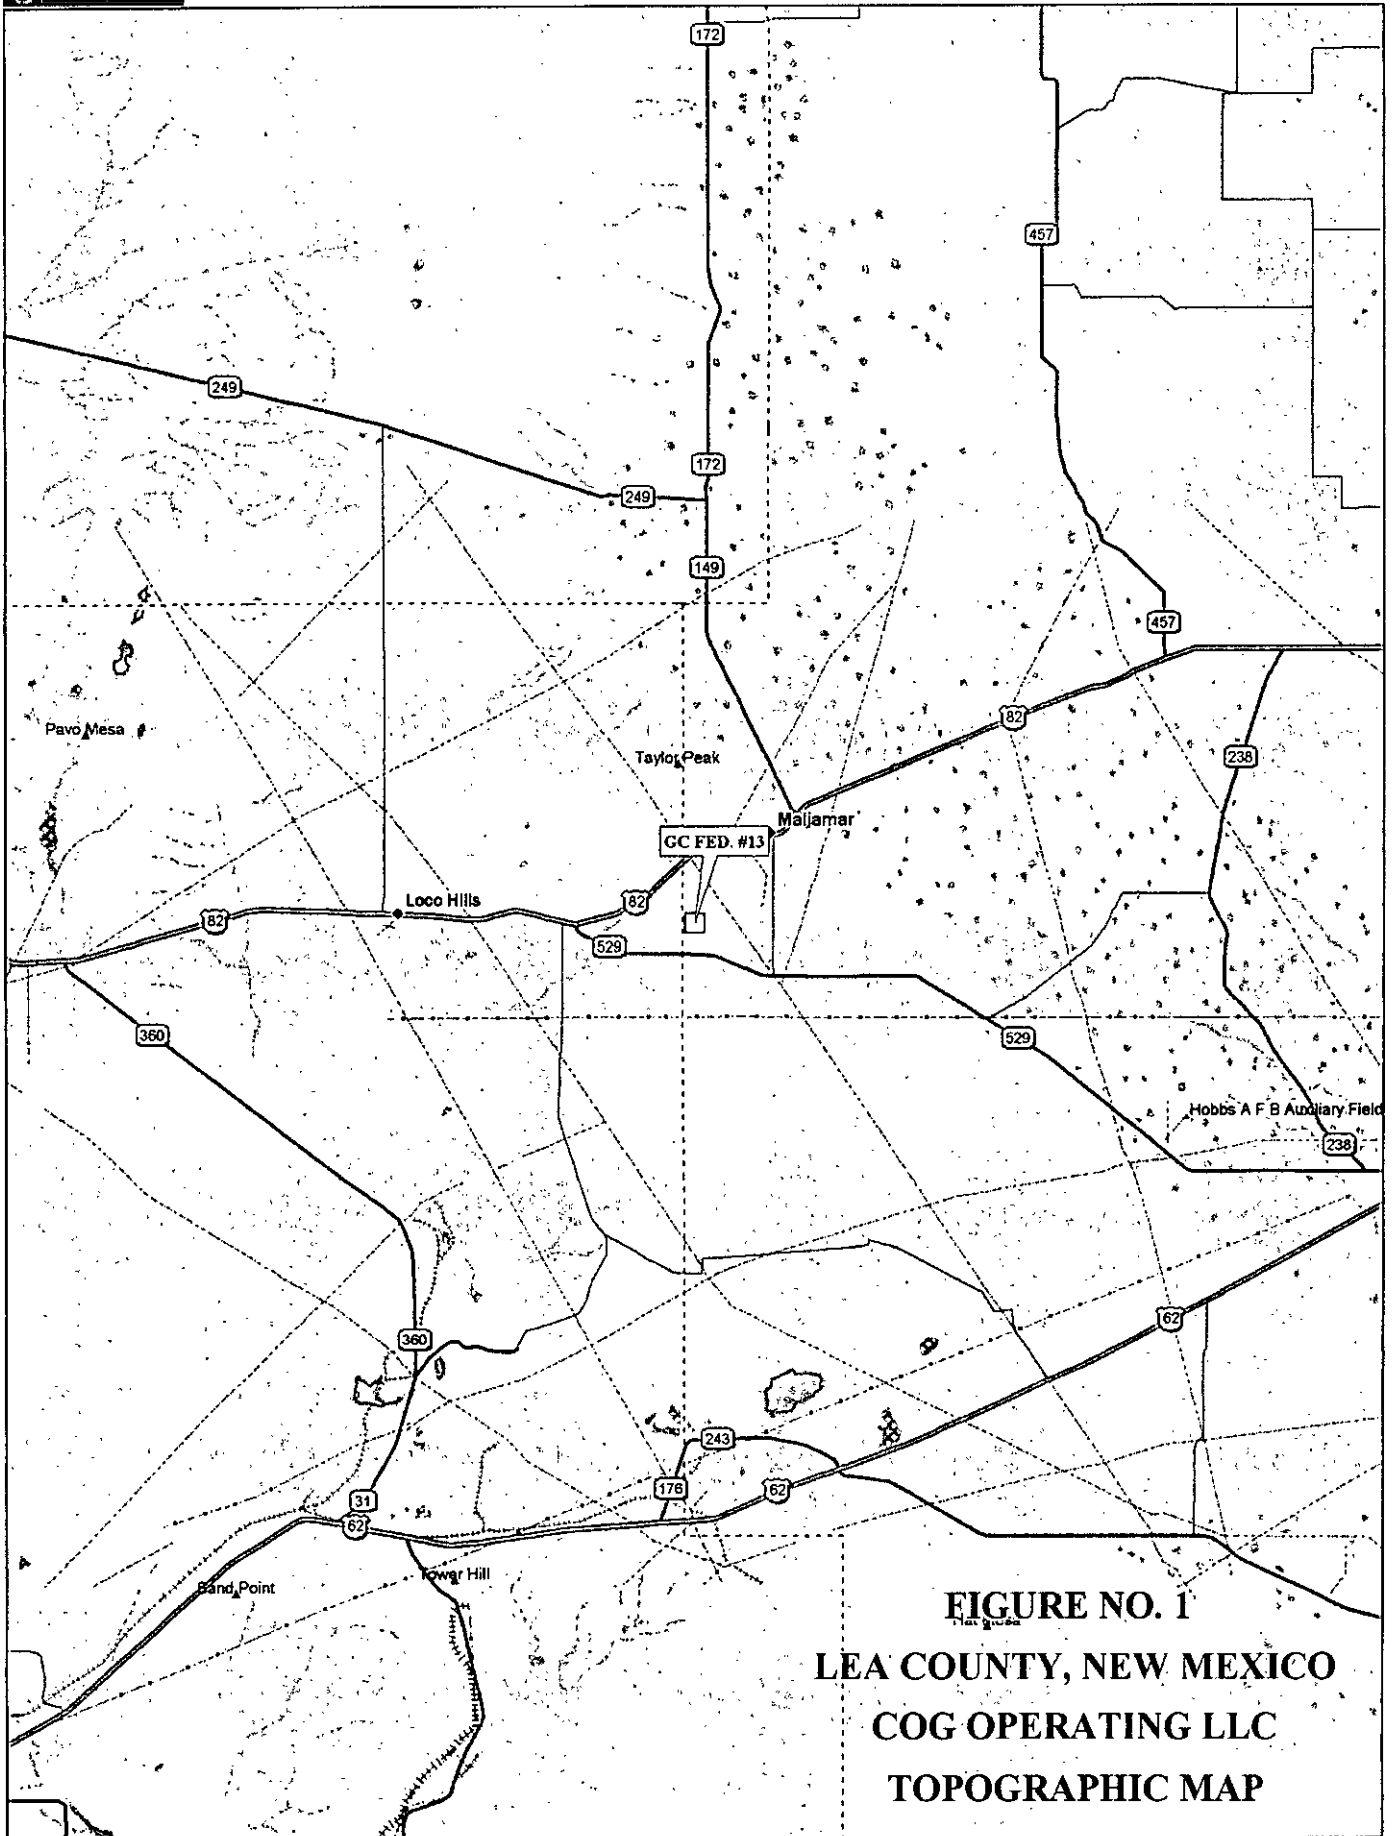 172
457
249
172
249
149
457
82
Pavo Mesa
Taylor Peak
238
Maljamar
GC FED. #13
Loco Hills
82
82
529
360
529
Hobbs A F B Auxiliary Field
238
62
360
243
176
62
31
62
Tower Hill
Sand Point
FIGURE NO. 1
LEA COUNTY, NEW MEXICO
COG OPERATING LLC
TOPOGRAPHIC MAP